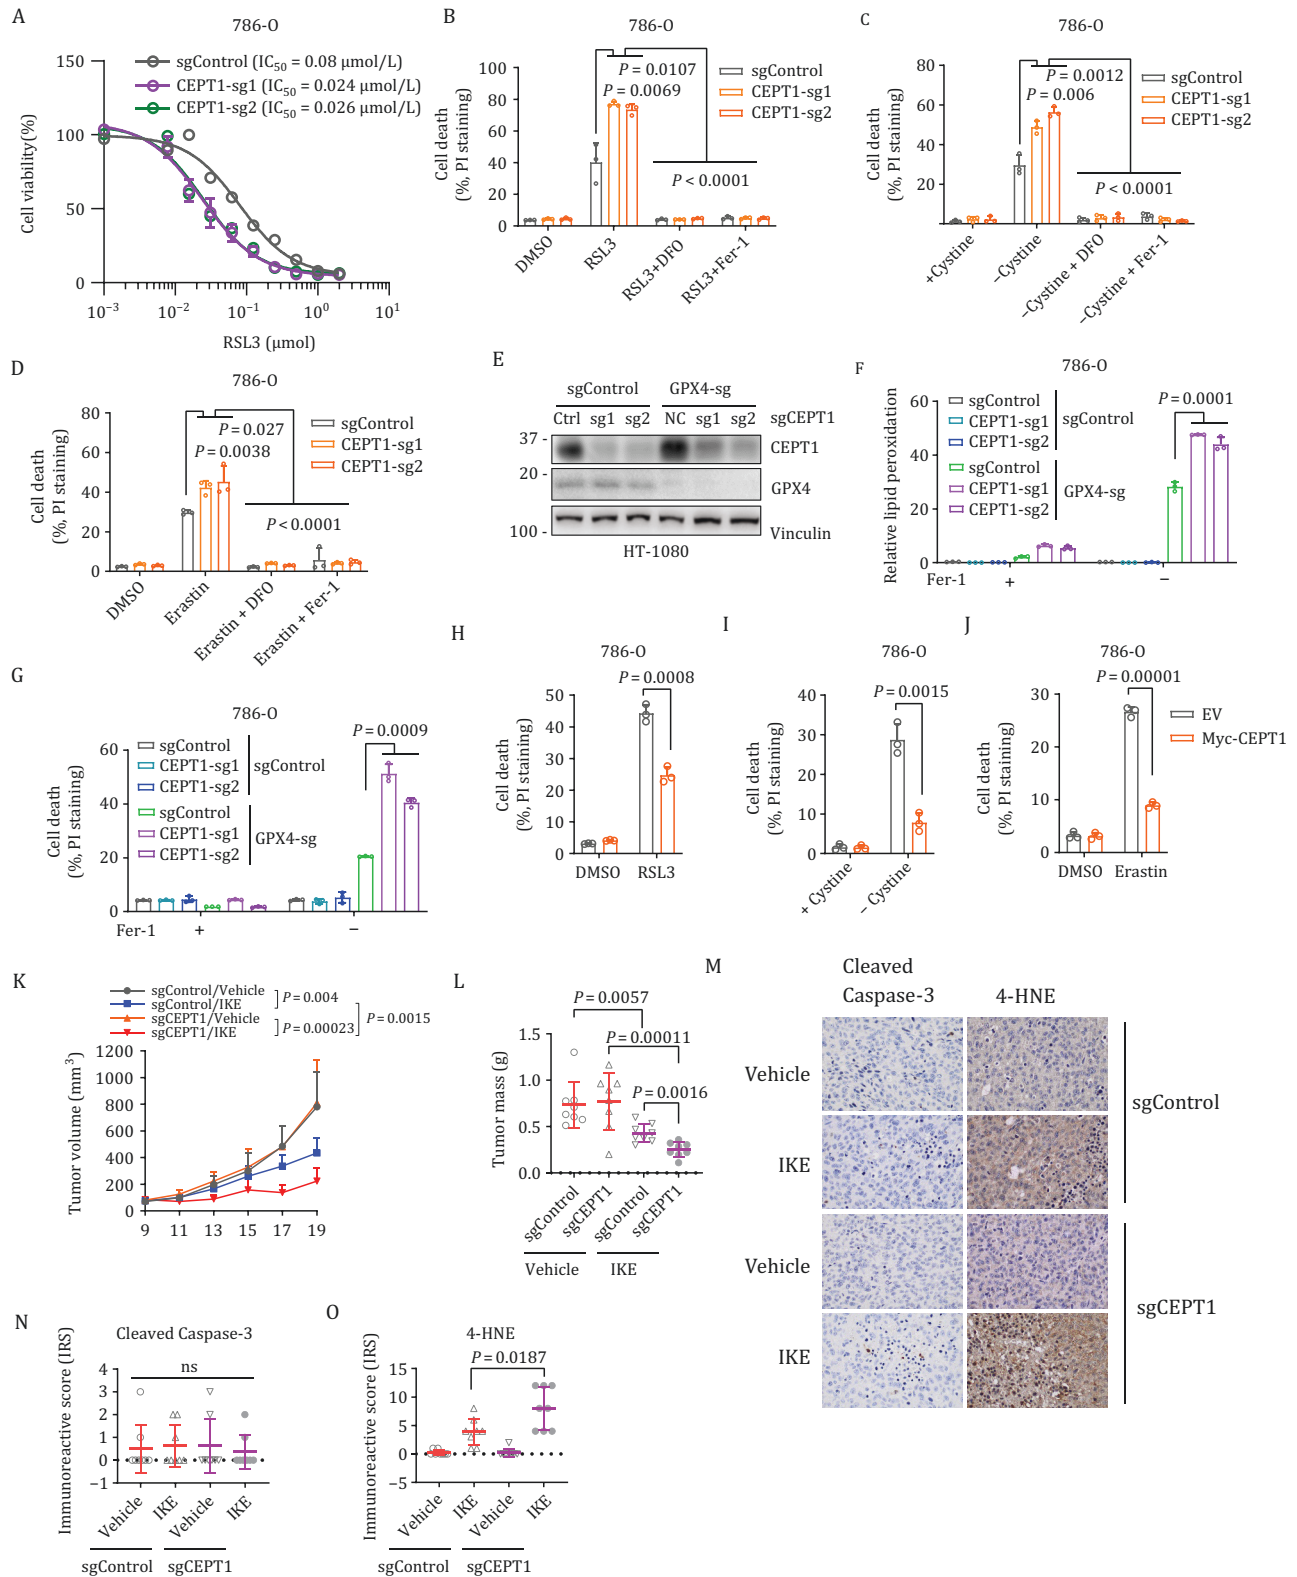 A
786-O
sgControl (IC50 = 0.08 μmol/L)
CEPT1-sg1 (IC50 = 0.024 μmol/L)
CEPT1-sg2 (IC50 = 0.026 μmol/L)
Cell viability(%)
150
100
50
0
10−3
10−2
10−1
100
101
RSL3 (μmol)
B
786-O
Cell death
(%, PI staining)
100
80
60
40
20
0
P = 0.0107
P = 0.0069
P < 0.0001
sgControl
CEPT1-sg1
CEPT1-sg2
DMSO
RSL3
RSL3+DFO
RSL3+Fer-1
C
786-O
Cell death
(%, PI staining)
80
60
40
20
0
P = 0.0012
P = 0.006
P < 0.0001
sgControl
CEPT1-sg1
CEPT1-sg2
+Cystine
−Cystine
−Cystine + DFO
−Cystine + Fer-1
D
786-O
Cell death
(%, PI staining)
80
60
40
20
0
P = 0.027
P = 0.0038
P < 0.0001
sgControl
CEPT1-sg1
CEPT1-sg2
DMSO
Erastin
Erastin + DFO
Erastin + Fer-1
E
sgControl
GPX4-sg
Ctrl sg1 sg2 NC sg1 sg2 sgCEPT1
37 -
CEPT1
20 -
GPX4
100 -
Vinculin
HT-1080
F
786-O
Relative lipid peroxidation
60
40
20
0
sgControl
CEPT1-sg1
CEPT1-sg2
sgControl
sgControl
CEPT1-sg1
CEPT1-sg2
GPX4-sg
P = 0.0001
Fer-1
+
−
G
786-O
Cell death
(%, PI staining)
60
40
20
0
sgControl
CEPT1-sg1
CEPT1-sg2
sgControl
sgControl
CEPT1-sg1
CEPT1-sg2
GPX4-sg
P = 0.0009
Fer-1
+
−
H
786-O
P = 0.0008
Cell death
(%, PI staining)
50
40
30
20
10
0
DMSO
RSL3
I
786-O
P = 0.0015
Cell death
(%, PI staining)
40
30
20
10
0
+ Cystine
− Cystine
J
786-O
P = 0.00001
Cell death
(%, PI staining)
30
20
10
0
EV
Myc-CEPT1
DMSO
Erastin
K
sgControl/Vehicle
sgControl/IKE
sgCEPT1/Vehicle
sgCEPT1/IKE
P = 0.004
P = 0.00023
P = 0.0015
Tumor volume (mm3)
1200
1000
800
600
400
200
0
9
11
13
15
17
19
L
P = 0.0057
P = 0.00011
P = 0.0016
Tumor mass (g)
1.5
1.0
0.5
0.0
sgControl
sgCEPT1
sgControl
sgCEPT1
Vehicle
IKE
M
Cleaved
Caspase-3
4-HNE
Vehicle
IKE
sgControl
Vehicle
IKE
sgCEPT1
N
Cleaved Caspase-3
ns
Immunoreactive score (IRS)
4
3
2
1
0
−1
Vehicle
IKE
Vehicle
IKE
sgControl
sgCEPT1
O
4-HNE
P = 0.0187
Immunoreactive score (IRS)
15
10
5
0
−5
Vehicle
IKE
Vehicle
IKE
sgControl
sgCEPT1